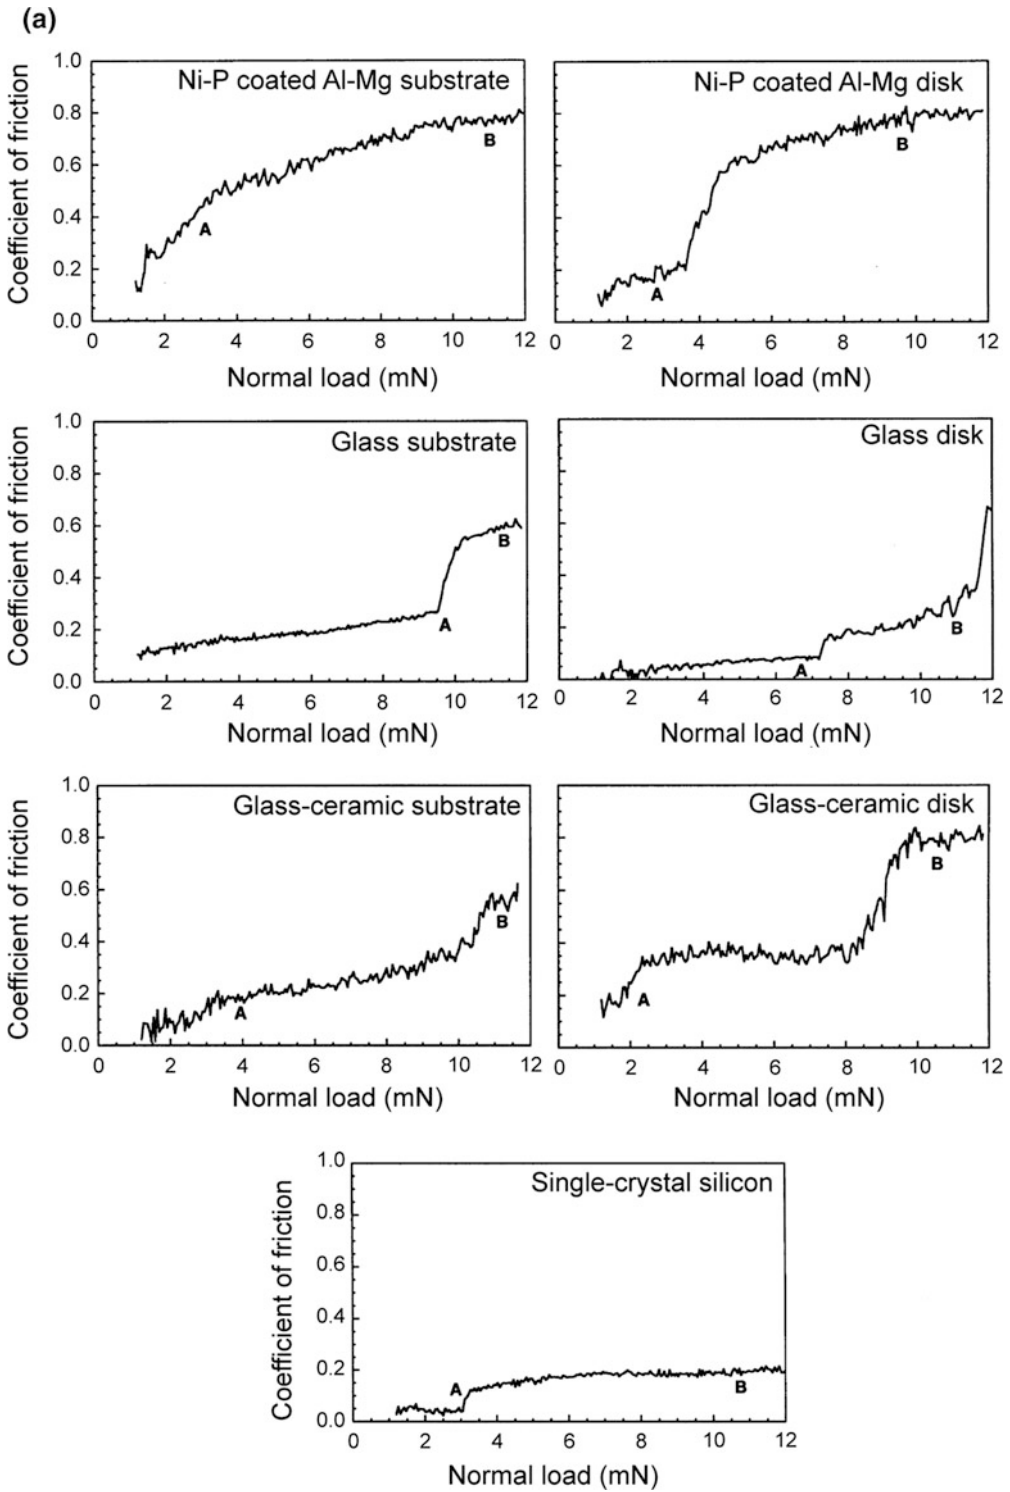 (a)
Ni-P coated Al-Mg substrate
Coefficient of friction
1.0
0.8
0.6
0.4
0.2
0.0
A
B
0 2 4 6 8 10 12
Normal load (mN)
Ni-P coated Al-Mg disk
A
B
0 2 4 6 8 10 12
Normal load (mN)
Glass substrate
Coefficient of friction
1.0
0.8
0.6
0.4
0.2
0.0
A
B
0 2 4 6 8 10 12
Normal load (mN)
Glass disk
A
B
0 2 4 6 8 10 12
Normal load (mN)
Glass-ceramic substrate
Coefficient of friction
1.0
0.8
0.6
0.4
0.2
0.0
A
B
0 2 4 6 8 10 12
Normal load (mN)
Glass-ceramic disk
A
B
0 2 4 6 8 10 12
Normal load (mN)
Single-crystal silicon
Coefficient of friction
1.0
0.8
0.6
0.4
0.2
0.0
A
B
0 2 4 6 8 10 12
Normal load (mN)